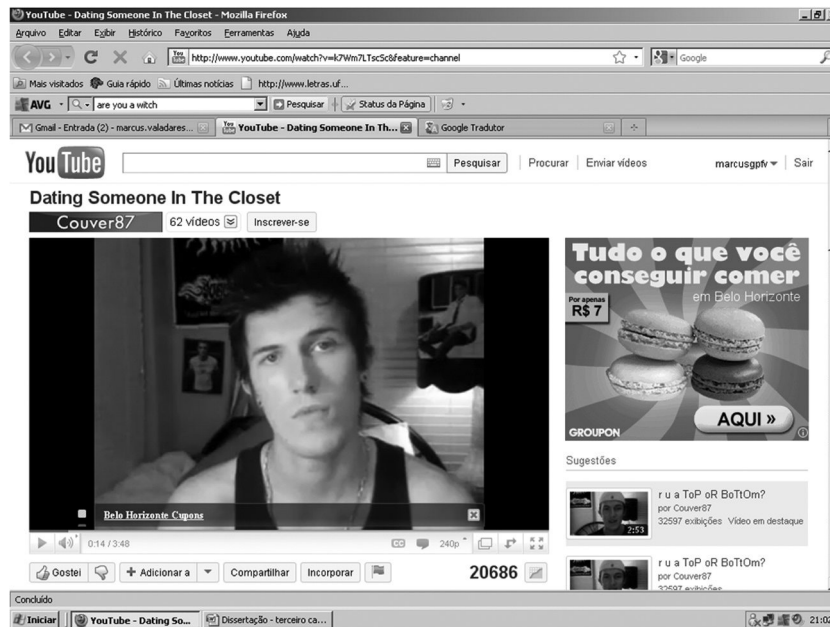 YouTube - Dating Someone In The Closet - Mozilla Firefox
Arquivo Editar Exibir Histórico Favoritos Ferramentas Ajuda
http://www.youtube.com/watch?v=k7Wm7LTscSc&feature=channel
Google
Mais visitados Guia rápido Últimas notícias http://www.letras.uf...
AVG are you a witch Pesquisar Status da Página
Gmail - Entrada (2) - marcus.valadares... YouTube - Dating Someone In Th... Google Tradutor
You Tube Pesquisar Procurar Enviar vídeos marcusgpfv Sair
Dating Someone In The Closet
Couver87 62 vídeos Inscrever-se
Tudo o que você
conseguir comer
em Belo Horizonte
Por apenas
R$ 7
AQUI »
GROUPON
Sugestões
r u a ToP oR BoTtOm?
por Couver87
32597 exibições Vídeo em destaque
2:53
r u a ToP oR BoTtOm?
por Couver87
32597 exibições
Belo Horizonte Cupons
0:14 / 3:48 CC 240p
Gostei Adicionar a Compartilhar Incorporar 20686
Concluído
Iniciar YouTube - Dating So... Dissertação - terceiro ca... 21:02